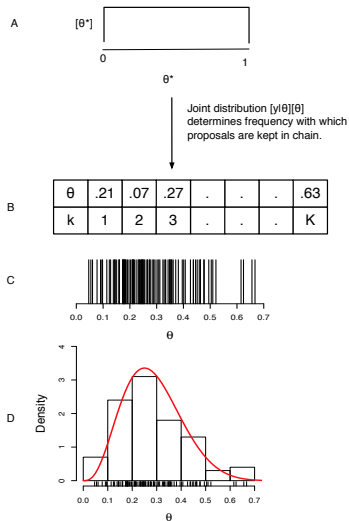 A
[θ*]
0 1
θ*
Joint distribution [y|θ][θ]
determines frequency with which
proposals are kept in chain.
B
θ .21 .07 .27 . . . .63
k 1 2 3 . . . K
C
0.0 0.1 0.2 0.3 0.4 0.5 0.6 0.7
θ
D
Density
4
3
2
1
0
0.0 0.1 0.2 0.3 0.4 0.5 0.6 0.7
θ